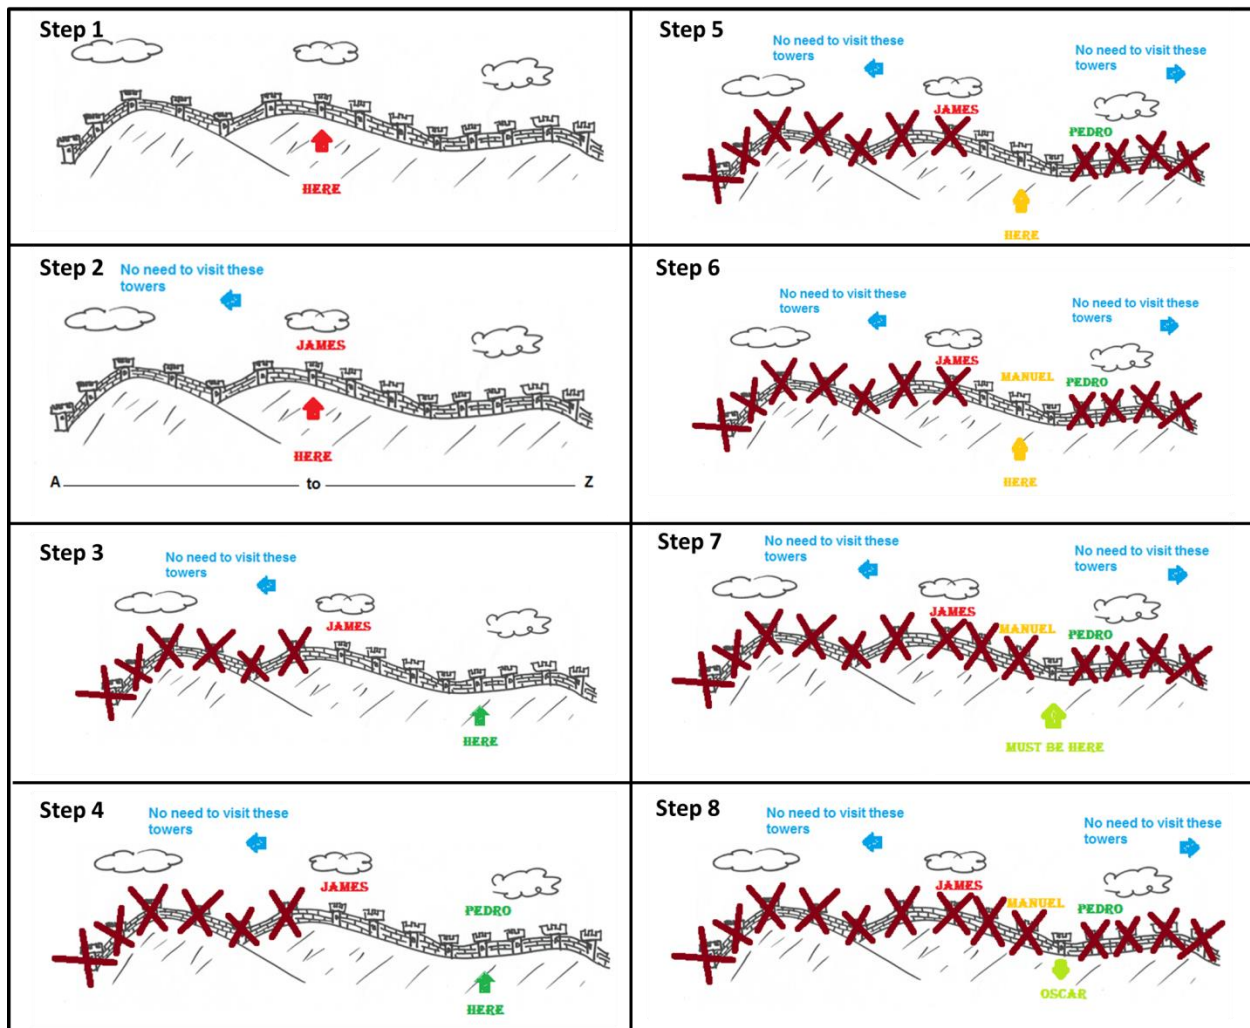 Step 1
HERE
Step 2
No need to visit these
towers
JAMES
HERE
A to Z
Step 3
No need to visit these
towers
JAMES
HERE
Step 4
No need to visit these
towers
JAMES
PEDRO
HERE
Step 5
No need to visit these
towers
No need to visit these
towers
JAMES
PEDRO
HERE
Step 6
No need to visit these
towers
No need to visit these
towers
JAMES
MANUEL
PEDRO
HERE
Step 7
No need to visit these
towers
No need to visit these
towers
JAMES
MANUEL
PEDRO
MUST BE HERE
Step 8
No need to visit these
towers
No need to visit these
towers
JAMES
MANUEL
PEDRO
OSCAR